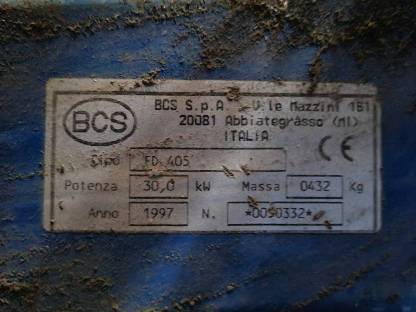 BCS
BCS S.p.A. V.le Mazzini 161
20081 Abbiategrasso (MI)
ITALIA
Tipo FD 405
CE
Potenza 30,0 kW Massa 0432 Kg
Anno 1997 N. *0090332*